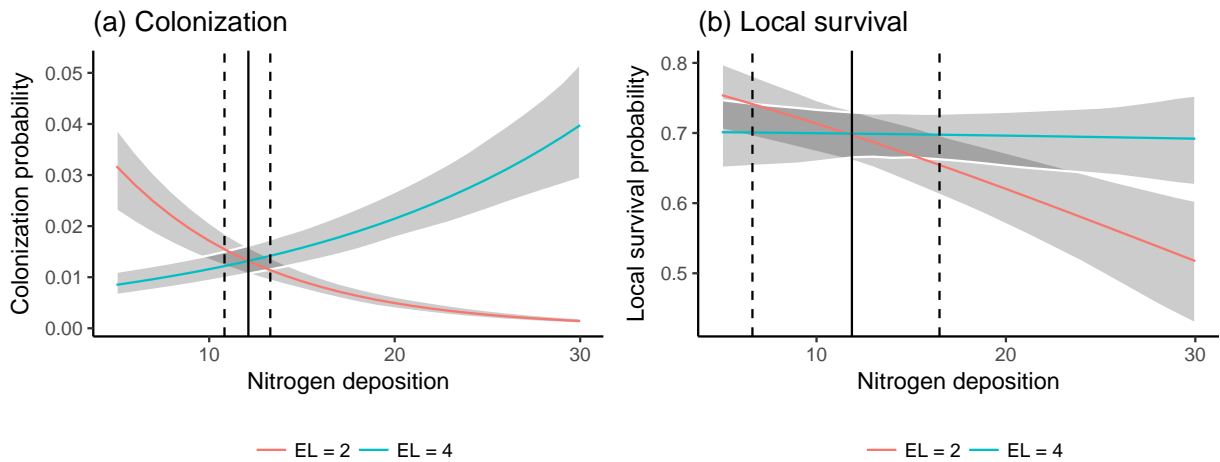 (a) Colonization
Colonization probability
0.05
0.04
0.03
0.02
0.01
0.00
10
20
30
Nitrogen deposition
EL = 2
EL = 4
(b) Local survival
Local survival probability
0.8
0.7
0.6
0.5
10
20
30
Nitrogen deposition
EL = 2
EL = 4